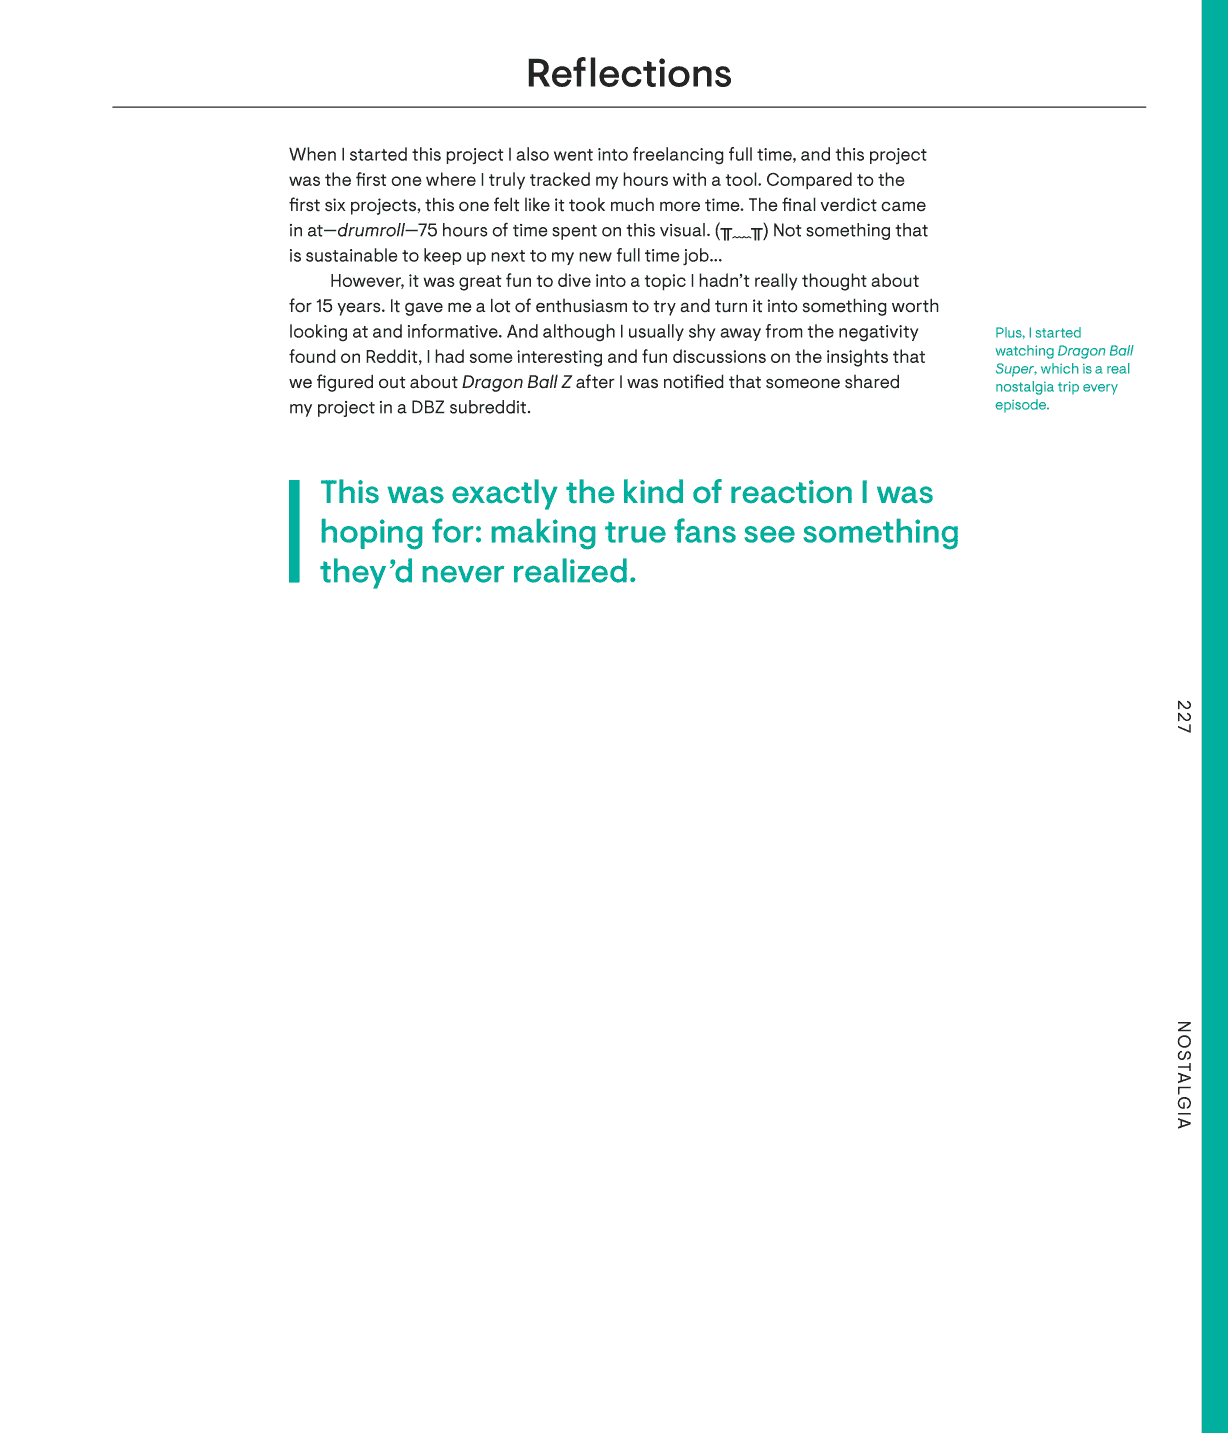 Reflections
When I started this project I also went into freelancing full time, and this project
was the first one where I truly tracked my hours with a tool. Compared to the
first six projects, this one felt like it took much more time. The final verdict came
in at—drumroll—75 hours of time spent on this visual. (╥﹏╥) Not something that
is sustainable to keep up next to my new full time job...
However, it was great fun to dive into a topic I hadn’t really thought about
for 15 years. It gave me a lot of enthusiasm to try and turn it into something worth
looking at and informative. And although I usually shy away from the negativity
found on Reddit, I had some interesting and fun discussions on the insights that
we figured out about Dragon Ball Z after I was notified that someone shared
my project in a DBZ subreddit.
Plus, I started
watching Dragon Ball
Super, which is a real
nostalgia trip every
episode.
This was exactly the kind of reaction I was
hoping for: making true fans see something
they’d never realized.
227
NOSTALGIA